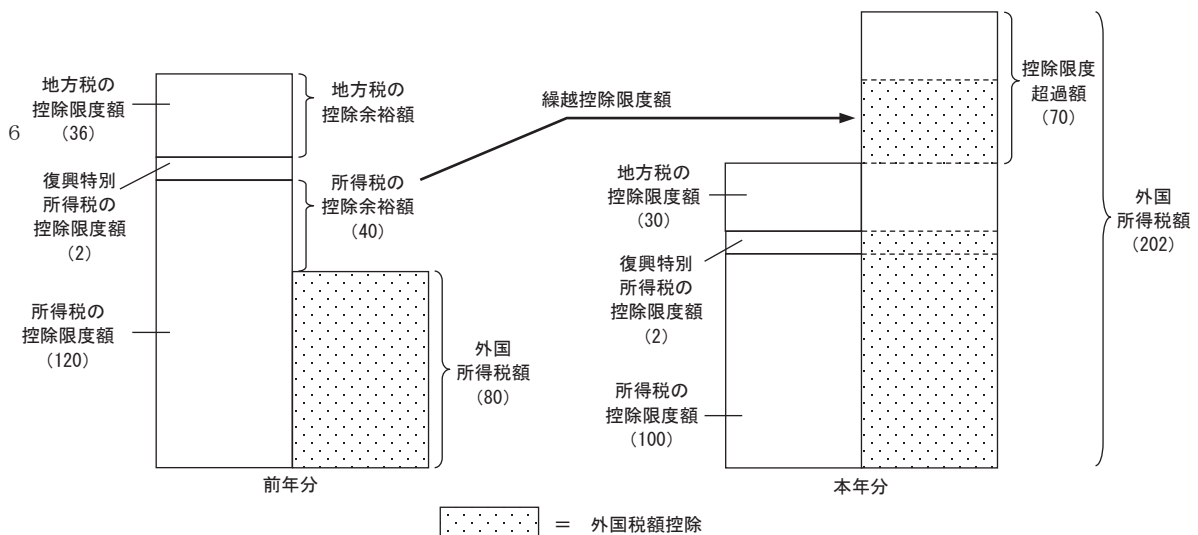 6
地方税の
控除限度額
（36）
復興特別
所得税の
控除限度額
（2）
所得税の
控除限度額
（120）
地方税の
控除余裕額
所得税の
控除余裕額
（40）
外国
所得税額
（80）
前年分
繰越控除限度額
地方税の
控除限度額
（30）
復興特別
所得税の
控除限度額
（2）
所得税の
控除限度額
（100）
控除限度
超過額
（70）
外国
所得税額
（202）
本年分
＝ 外国税額控除